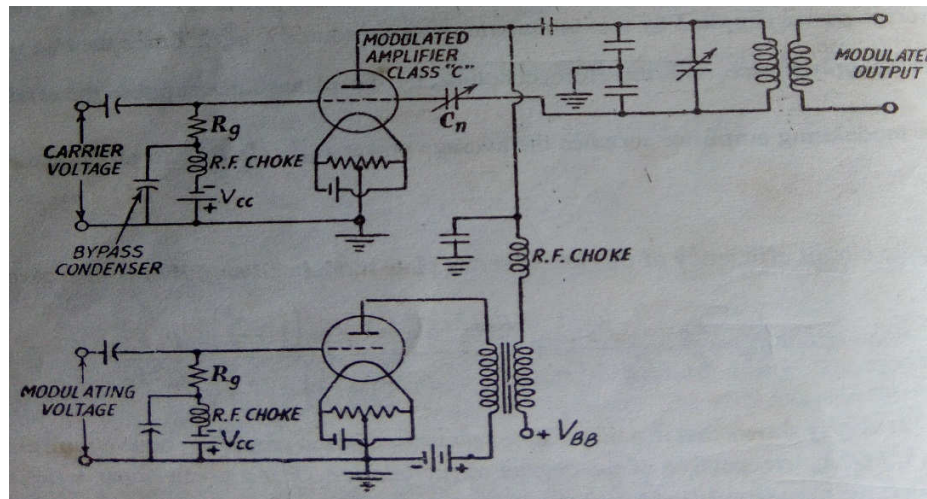 MODULATED
AMPLIFIER
CLASS "C"
MODULATED
OUTPUT
Cn
Rg
CARRIER
VOLTAGE
R.F. CHOKE
- Vcc
+
BYPASS
CONDENSER
R.F. CHOKE
Rg
MODULATING
VOLTAGE
R.F. CHOKE
- Vcc
+
+ VBB
- +